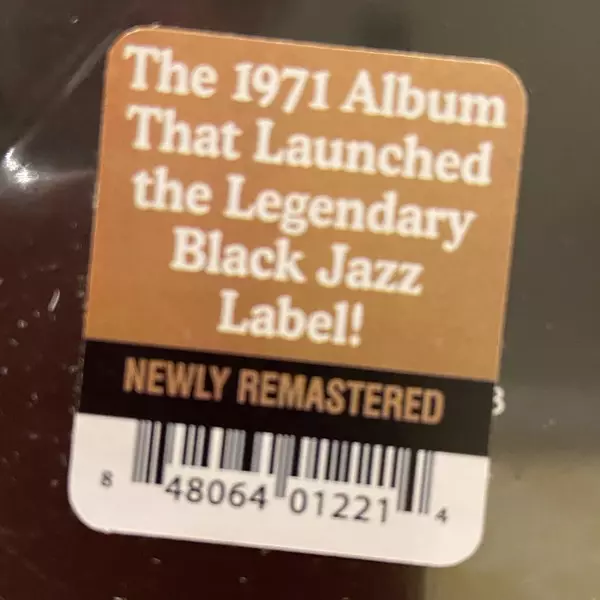 The 1971 Album
That Launched
the Legendary
Black Jazz
Label!
NEWLY REMASTERED
8 48064 01221 4